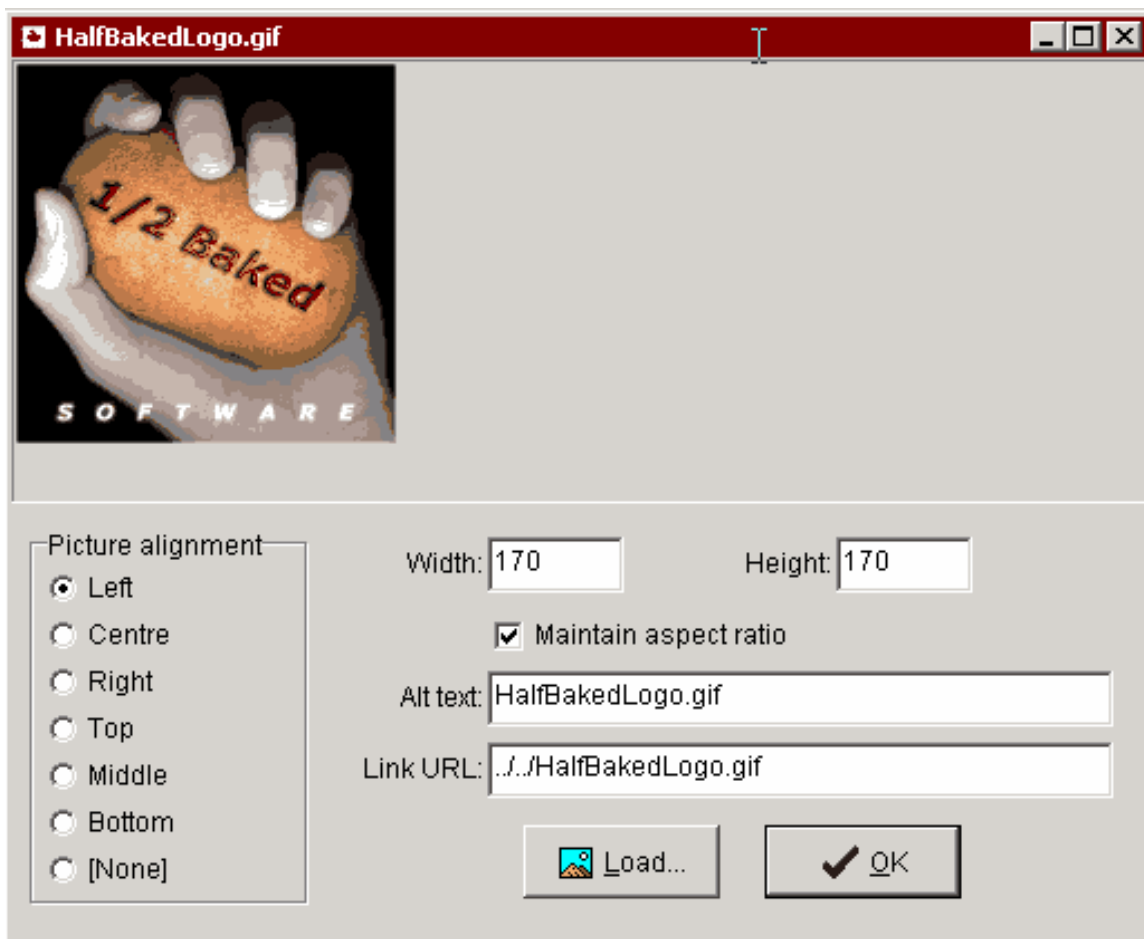 HalfBakedLogo.gif
1/2 Baked
SOFTWARE
Picture alignment
Left
Centre
Right
Top
Middle
Bottom
[None]
Width: 170 Height: 170
Maintain aspect ratio
Alt text: HalfBakedLogo.gif
Link URL: ../../HalfBakedLogo.gif
Load... OK